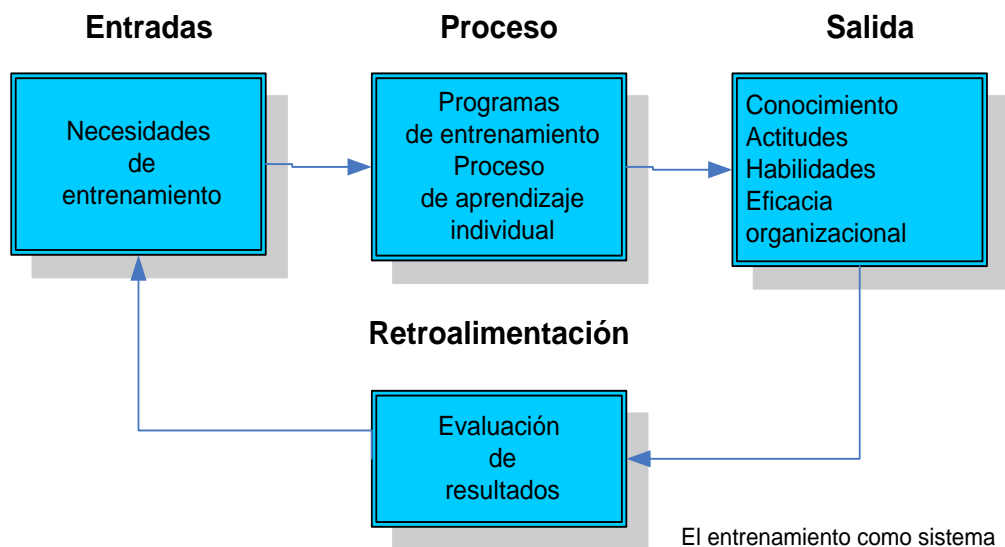 Entradas
Proceso
Salida
Necesidades
de
entrenamiento
Programas
de entrenamiento
Proceso
de aprendizaje
individual
Conocimiento
Actitudes
Habilidades
Eficacia
organizacional
Retroalimentación
Evaluación
de
resultados
El entrenamiento como sistema